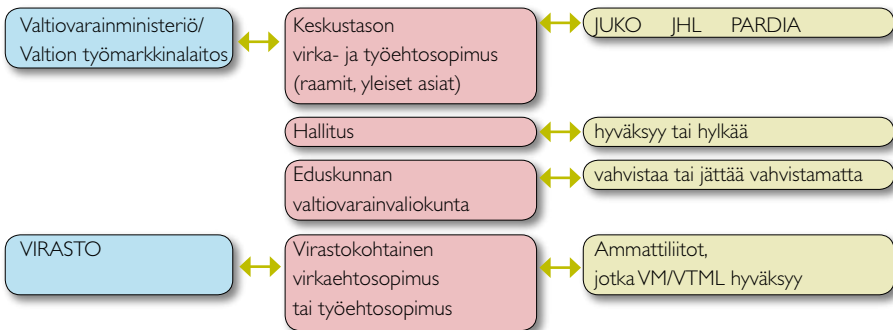 Valtiovarainministeriö/
Valtion työmarkkinalaitos
Keskustason
virka- ja työehtosopimus
(raamit, yleiset asiat)
JUKO JHL PARDIA
Hallitus
hyväksyy tai hylkää
Eduskunnan
valtiovarainvaliokunta
vahvistaa tai jättää vahvistamatta
VIRASTO
Virastokohtainen
virkaehtosopimus
tai työehtosopimus
Ammattiliitot,
jotka VM/VTML hyväksyy